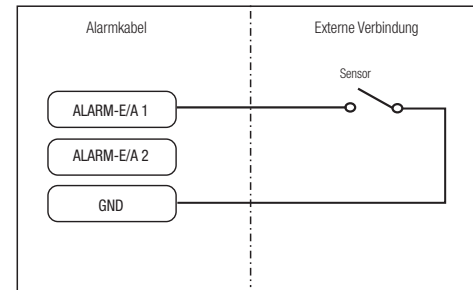 Alarmkabel
Externe Verbindung
Sensor
ALARM-E/A 1
ALARM-E/A 2
GND